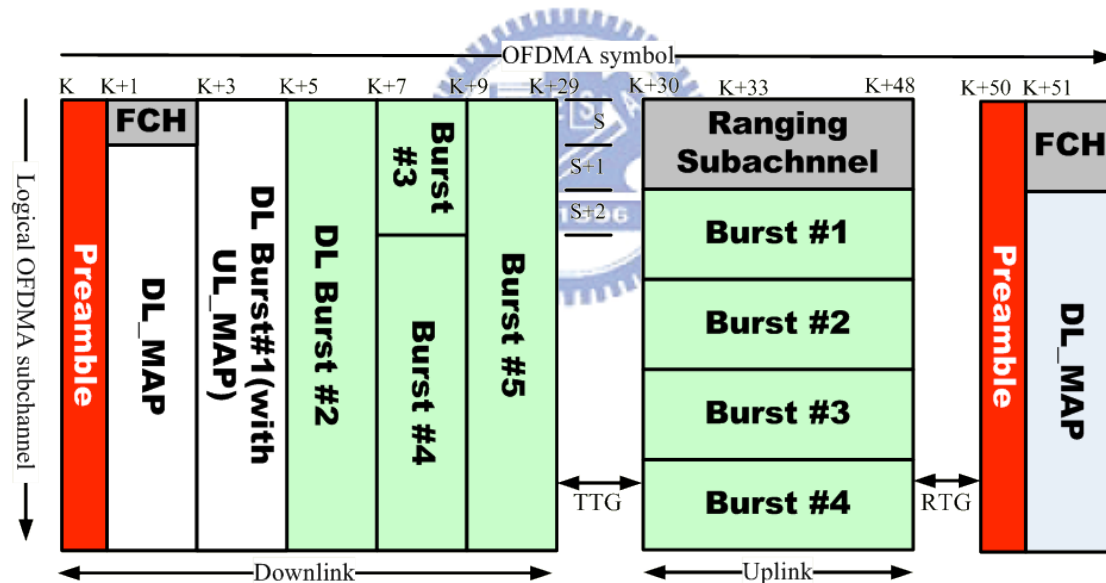 OFDMA symbol
K K+1 K+3 K+5 K+7 K+9 K+29 K+30 K+33 K+48 K+50 K+51
Logical OFDMA subchannel
Preamble
FCH
DL_MAP
DL Burst#1(with
UL_MAP)
DL Burst #2
Burst
#3
Burst #4
Burst #5
S
S+1
S+2
1896
TTG
Ranging
Subachnnel
Burst #1
Burst #2
Burst #3
Burst #4
RTG
Preamble
FCH
DL_MAP
Downlink
Uplink